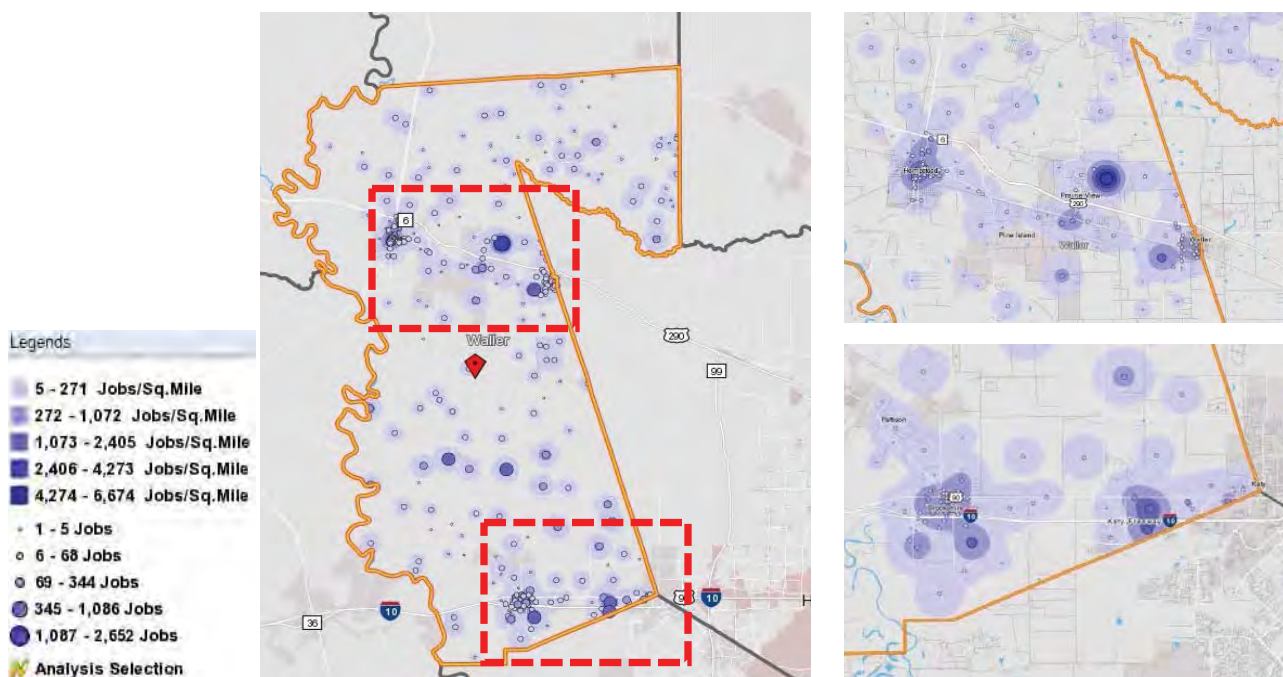 Legends
5 - 271 Jobs/Sq.Mile
272 - 1,072 Jobs/Sq.Mile
1,073 - 2,405 Jobs/Sq.Mile
2,406 - 4,273 Jobs/Sq.Mile
4,274 - 6,674 Jobs/Sq.Mile
1 - 5 Jobs
6 - 68 Jobs
69 - 344 Jobs
345 - 1,086 Jobs
1,087 - 2,652 Jobs
Analysis Selection
6
Waller
290
99
36
10
10
6
Hempstead
Prairie View
290
Pine Island
Waller
Waller
Pattison
Katy
90
Brookshire
10
10